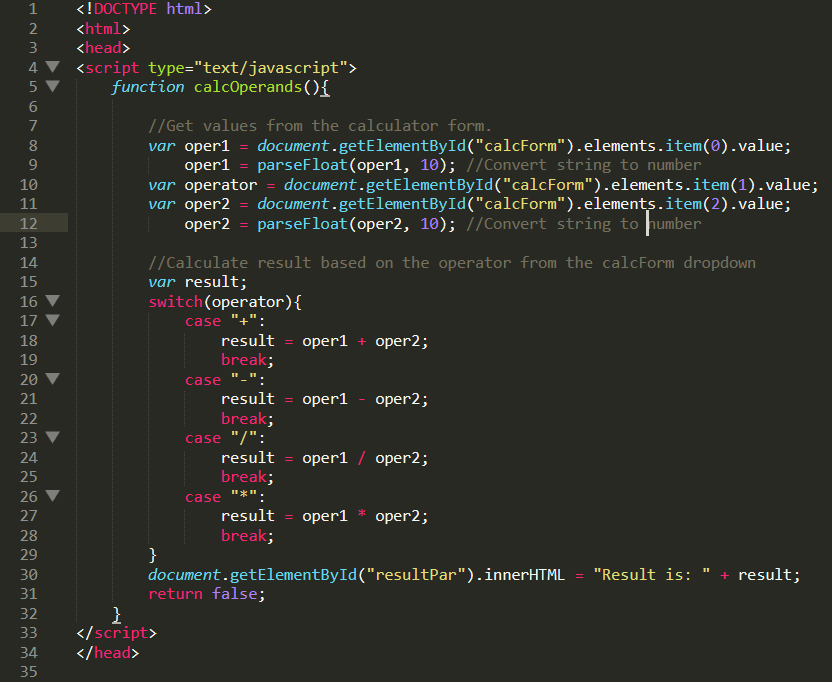 1 <!DOCTYPE html>
2 <html>
3 <head>
4 <script type="text/javascript">
5 function calcOperands(){
6
7 //Get values from the calculator form.
8 var oper1 = document.getElementById("calcForm").elements.item(0).value;
9 oper1 = parseFloat(oper1, 10); //Convert string to number
10 var operator = document.getElementById("calcForm").elements.item(1).value;
11 var oper2 = document.getElementById("calcForm").elements.item(2).value;
12 oper2 = parseFloat(oper2, 10); //Convert string to number
13
14 //Calculate result based on the operator from the calcForm dropdown
15 var result;
16 switch(operator){
17 case "+":
18 result = oper1 + oper2;
19 break;
20 case "-":
21 result = oper1 - oper2;
22 break;
23 case "/":
24 result = oper1 / oper2;
25 break;
26 case "*":
27 result = oper1 * oper2;
28 break;
29 }
30 document.getElementById("resultPar").innerHTML = "Result is: " + result;
31 return false;
32 }
33 </script>
34 </head>
35